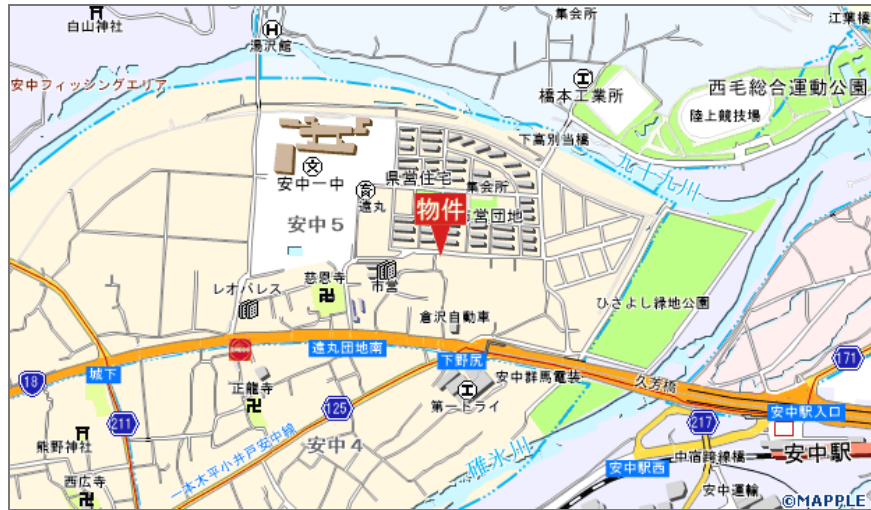 白山神社
湯沢館
集会所
江葉橋
安中フィッシングエリア
橋本工業所
西毛総合運動公園
陸上競技場
下高別当橋
九十九川
安中一中
県営住宅
集会所
遠丸
物件
市営団地
安中5
レオパレス
慈恩寺
市営
倉沢自動車
ひさよし緑地公園
18
城下
遠丸団地南
下野尻
安中群馬電装
久芳橋
171
正龍寺
125
第一ドライ
211
217
安中駅入口
熊野神社
一本木平小井戸安中線
安中4
碓氷川
中宿跨線橋
安中駅
安中駅西
西広寺
安中運輸
©MAPPLE